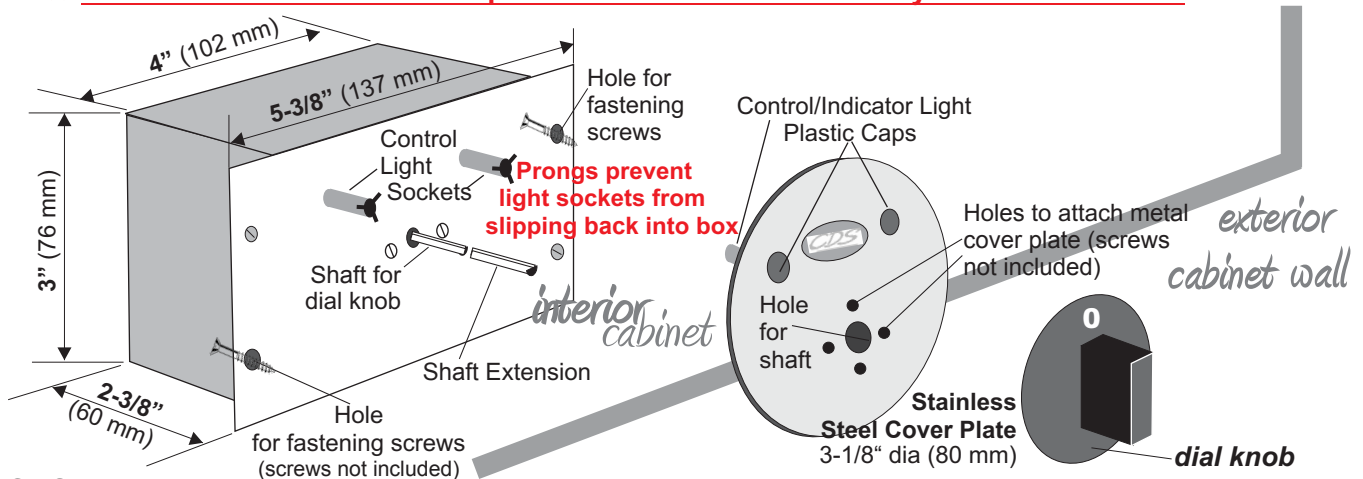 4” (102 mm)
5-3/8” (137 mm)
3” (76 mm)
2-3/8”
(60 mm)
Hole for
fastening
screws
Control
Light
Sockets
Prongs prevent
light sockets from
slipping back into box
Shaft for
dial knob
Shaft Extension
interior
cabinet
Hole
for fastening screws
(screws not included)
Control/Indicator Light
Plastic Caps
CDS
Holes to attach metal
cover plate (screws
not included)
Hole
for
shaft
Stainless
Steel Cover Plate
3-1/8“ dia (80 mm)
exterior
cabinet wall
0
dial knob